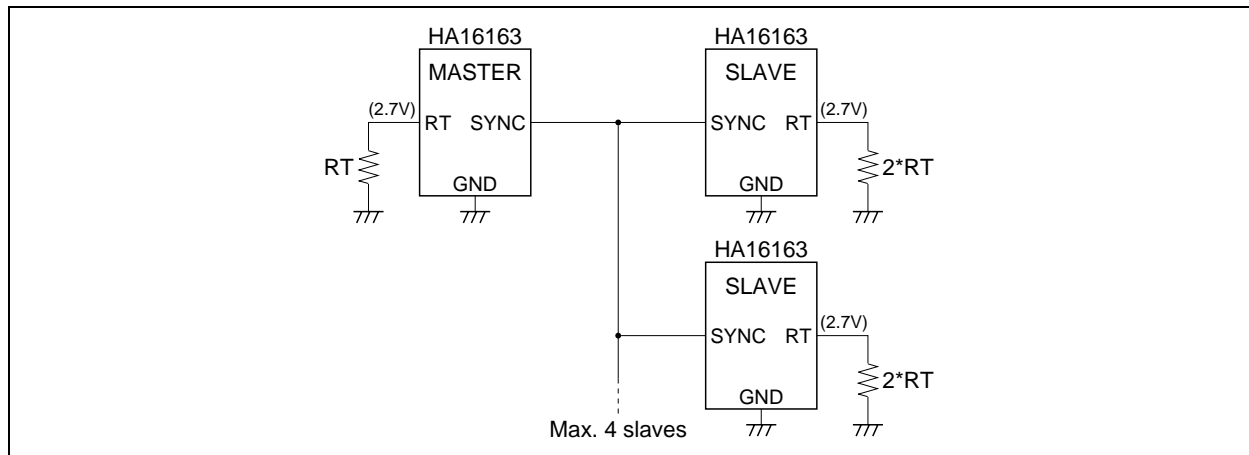 HA16163
MASTER
(2.7V)
RT SYNC
RT
GND
HA16163
SLAVE
(2.7V)
SYNC RT
2*RT
GND
HA16163
SLAVE
(2.7V)
SYNC RT
2*RT
GND
Max. 4 slaves